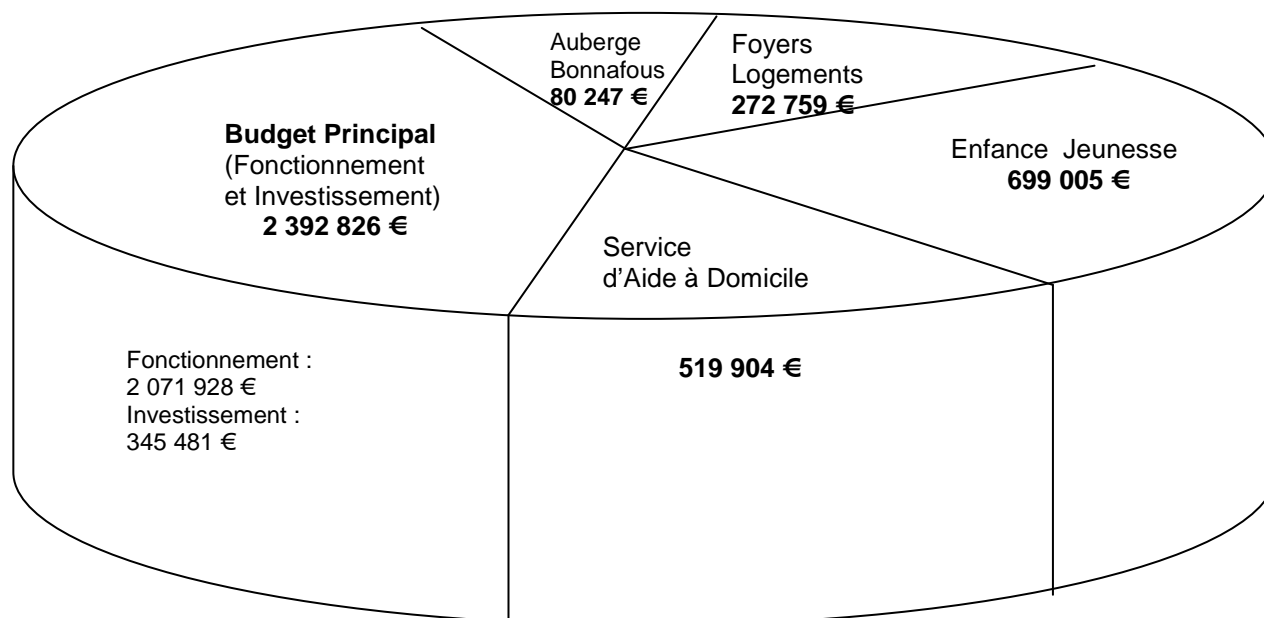 Auberge
Bonnafous
80 247 €
Foyers
Logements
272 759 €
Budget Principal
(Fonctionnement
et Investissement)
2 392 826 €
Enfance  Jeunesse
699 005 €
Service
d'Aide à Domicile
519 904 €
Fonctionnement :
2 071 928 €
Investissement :
345 481 €